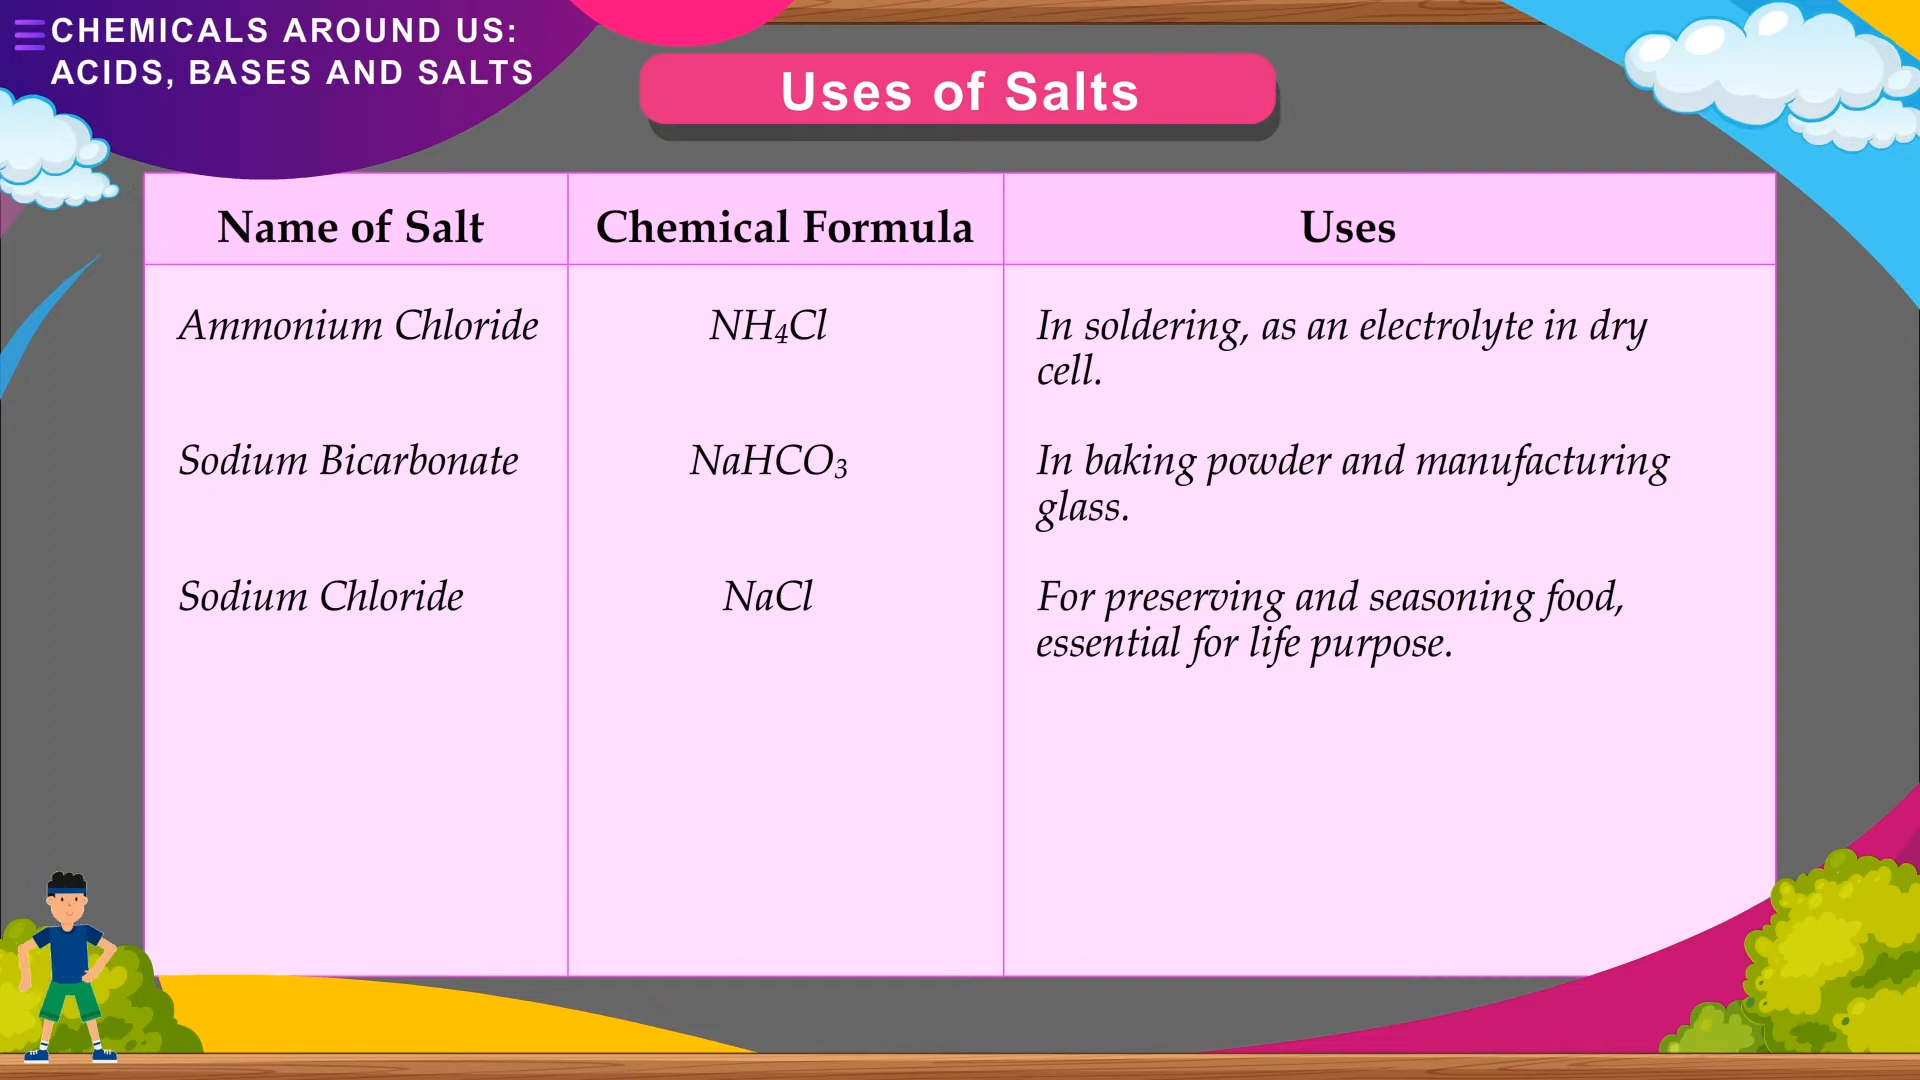 CHEMICALS AROUND US:
ACIDS, BASES AND SALTS
Uses of Salts
Name of Salt Chemical Formula Uses
Ammonium Chloride NH₄Cl In soldering, as an electrolyte in dry
cell.
Sodium Bicarbonate NaHCO₃ In baking powder and manufacturing
glass.
Sodium Chloride NaCl For preserving and seasoning food,
essential for life purpose.